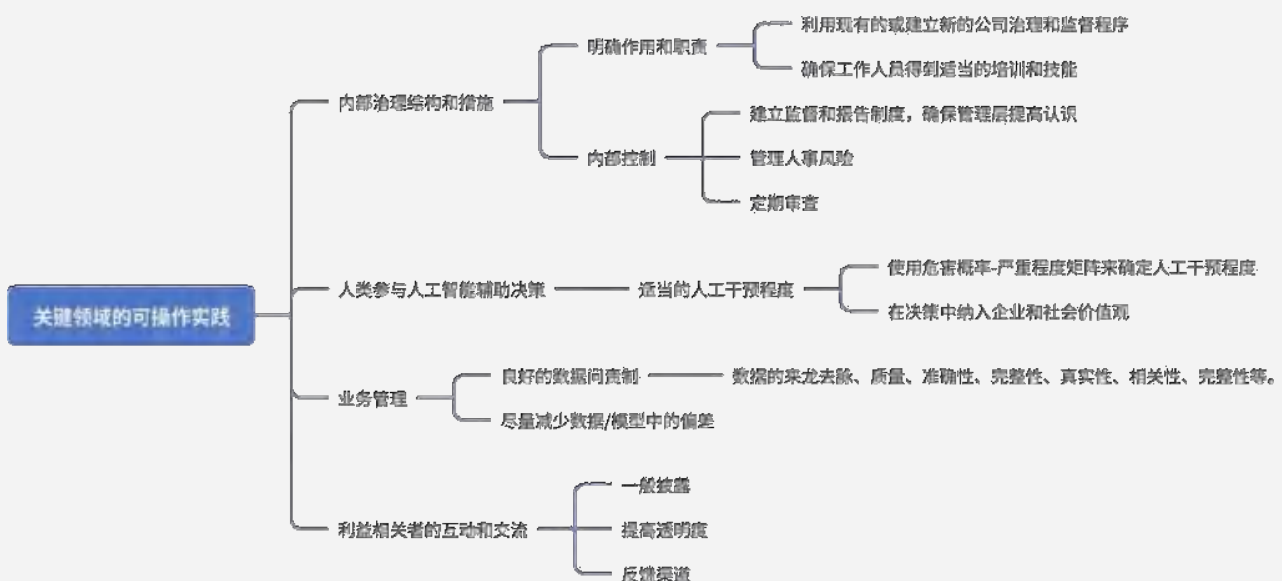 关键领域的可操作实践
内部治理结构和措施
明确作用和职责
利用现有的或建立新的公司治理和监督程序
确保工作人员得到适当的培训和技能
内部控制
建立监督和报告制度，确保管理层提高认识
管理人事风险
定期审查
人类参与人工智能辅助决策
适当的人工干预程度
使用危害概率-严重程度矩阵来确定人工干预程度
在决策中纳入企业和社会价值观
业务管理
良好的数据问责制
数据的来龙去脉、质量、准确性、完整性、真实性、相关性、完整性等。
尽量减少数据/模型中的偏差
利益相关者的互动和交流
一般披露
提高透明度
反馈渠道